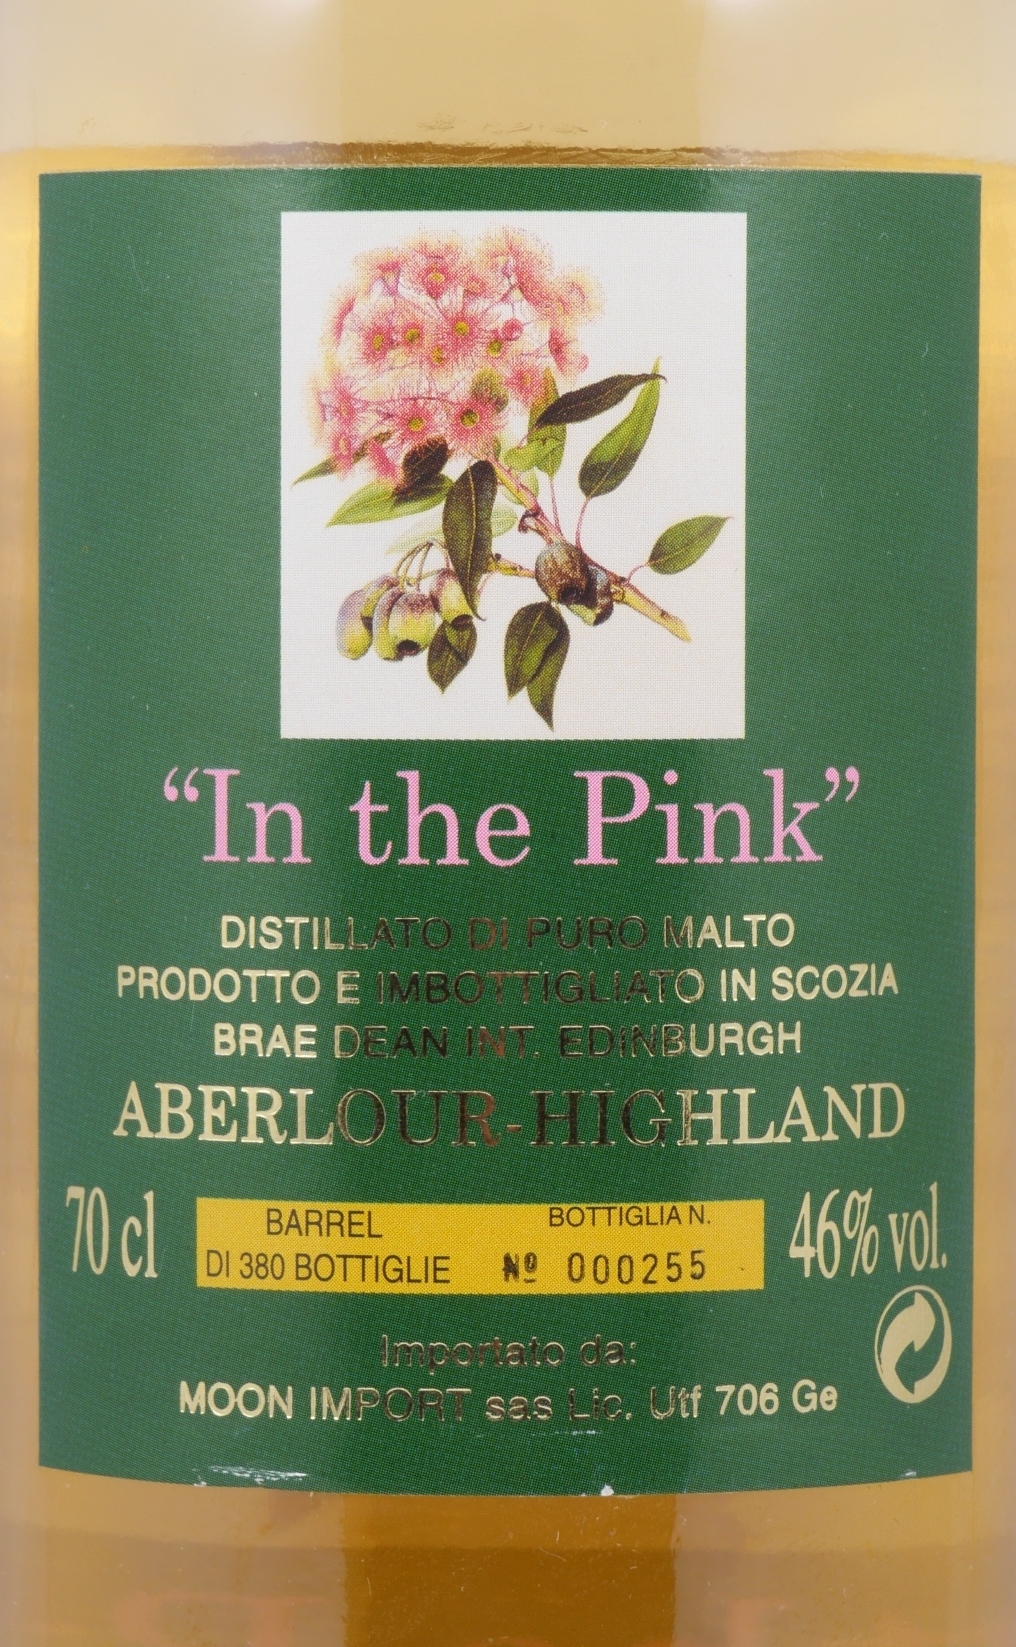 “In the Pink”
DISTILLATO DI PURO MALTO
PRODOTTO E IMBOTTIGLIATO IN SCOZIA
BRAE DEAN INT. EDINBURGH
ABERLOUR-HIGHLAND
70 cl
BARREL
DI 380 BOTTIGLIE
BOTTIGLIA N.
Nº 000255
46% vol.
Importato da:
MOON IMPORT sas Lic. Utf 706 Ge